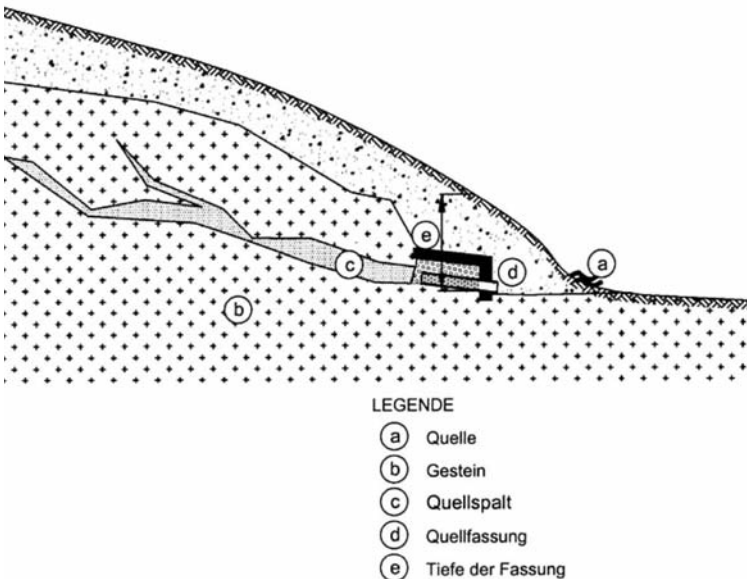 e
a
c
d
b
LEGENDE
a Quelle
b Gestein
c Quellspalt
d Quellfassung
e Tiefe der Fassung